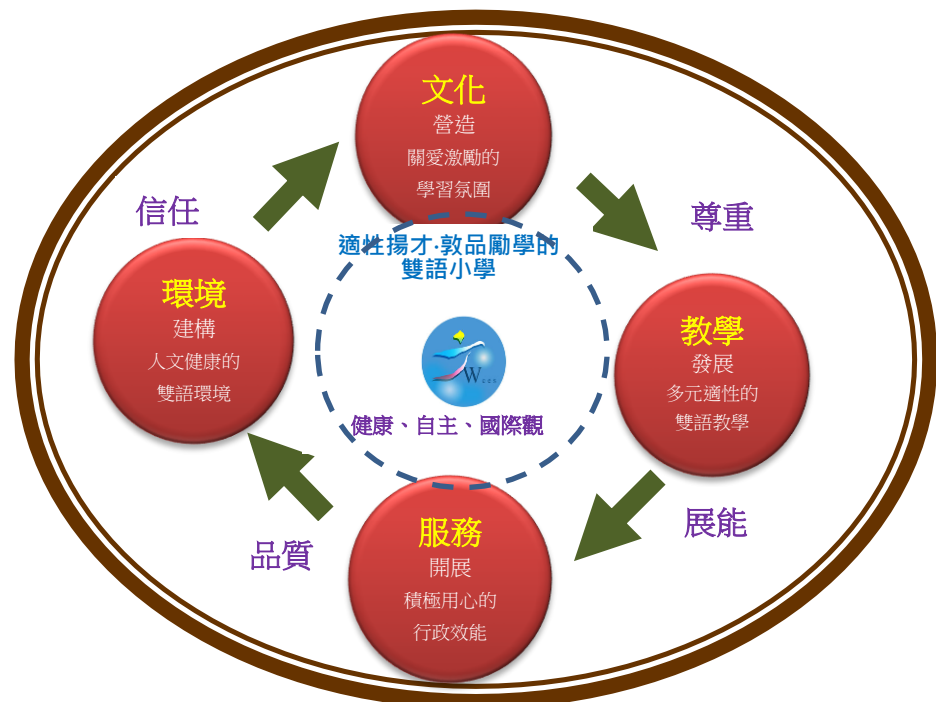 文化
營造
關愛激勵的
學習氛圍
信任
尊重
適性揚才‧敦品勵學的
雙語小學
環境
建構
人文健康的
雙語環境
教學
發展
多元適性的
雙語教學
W
健康、自主、國際觀
展能
品質
服務
開展
積極用心的
行政效能